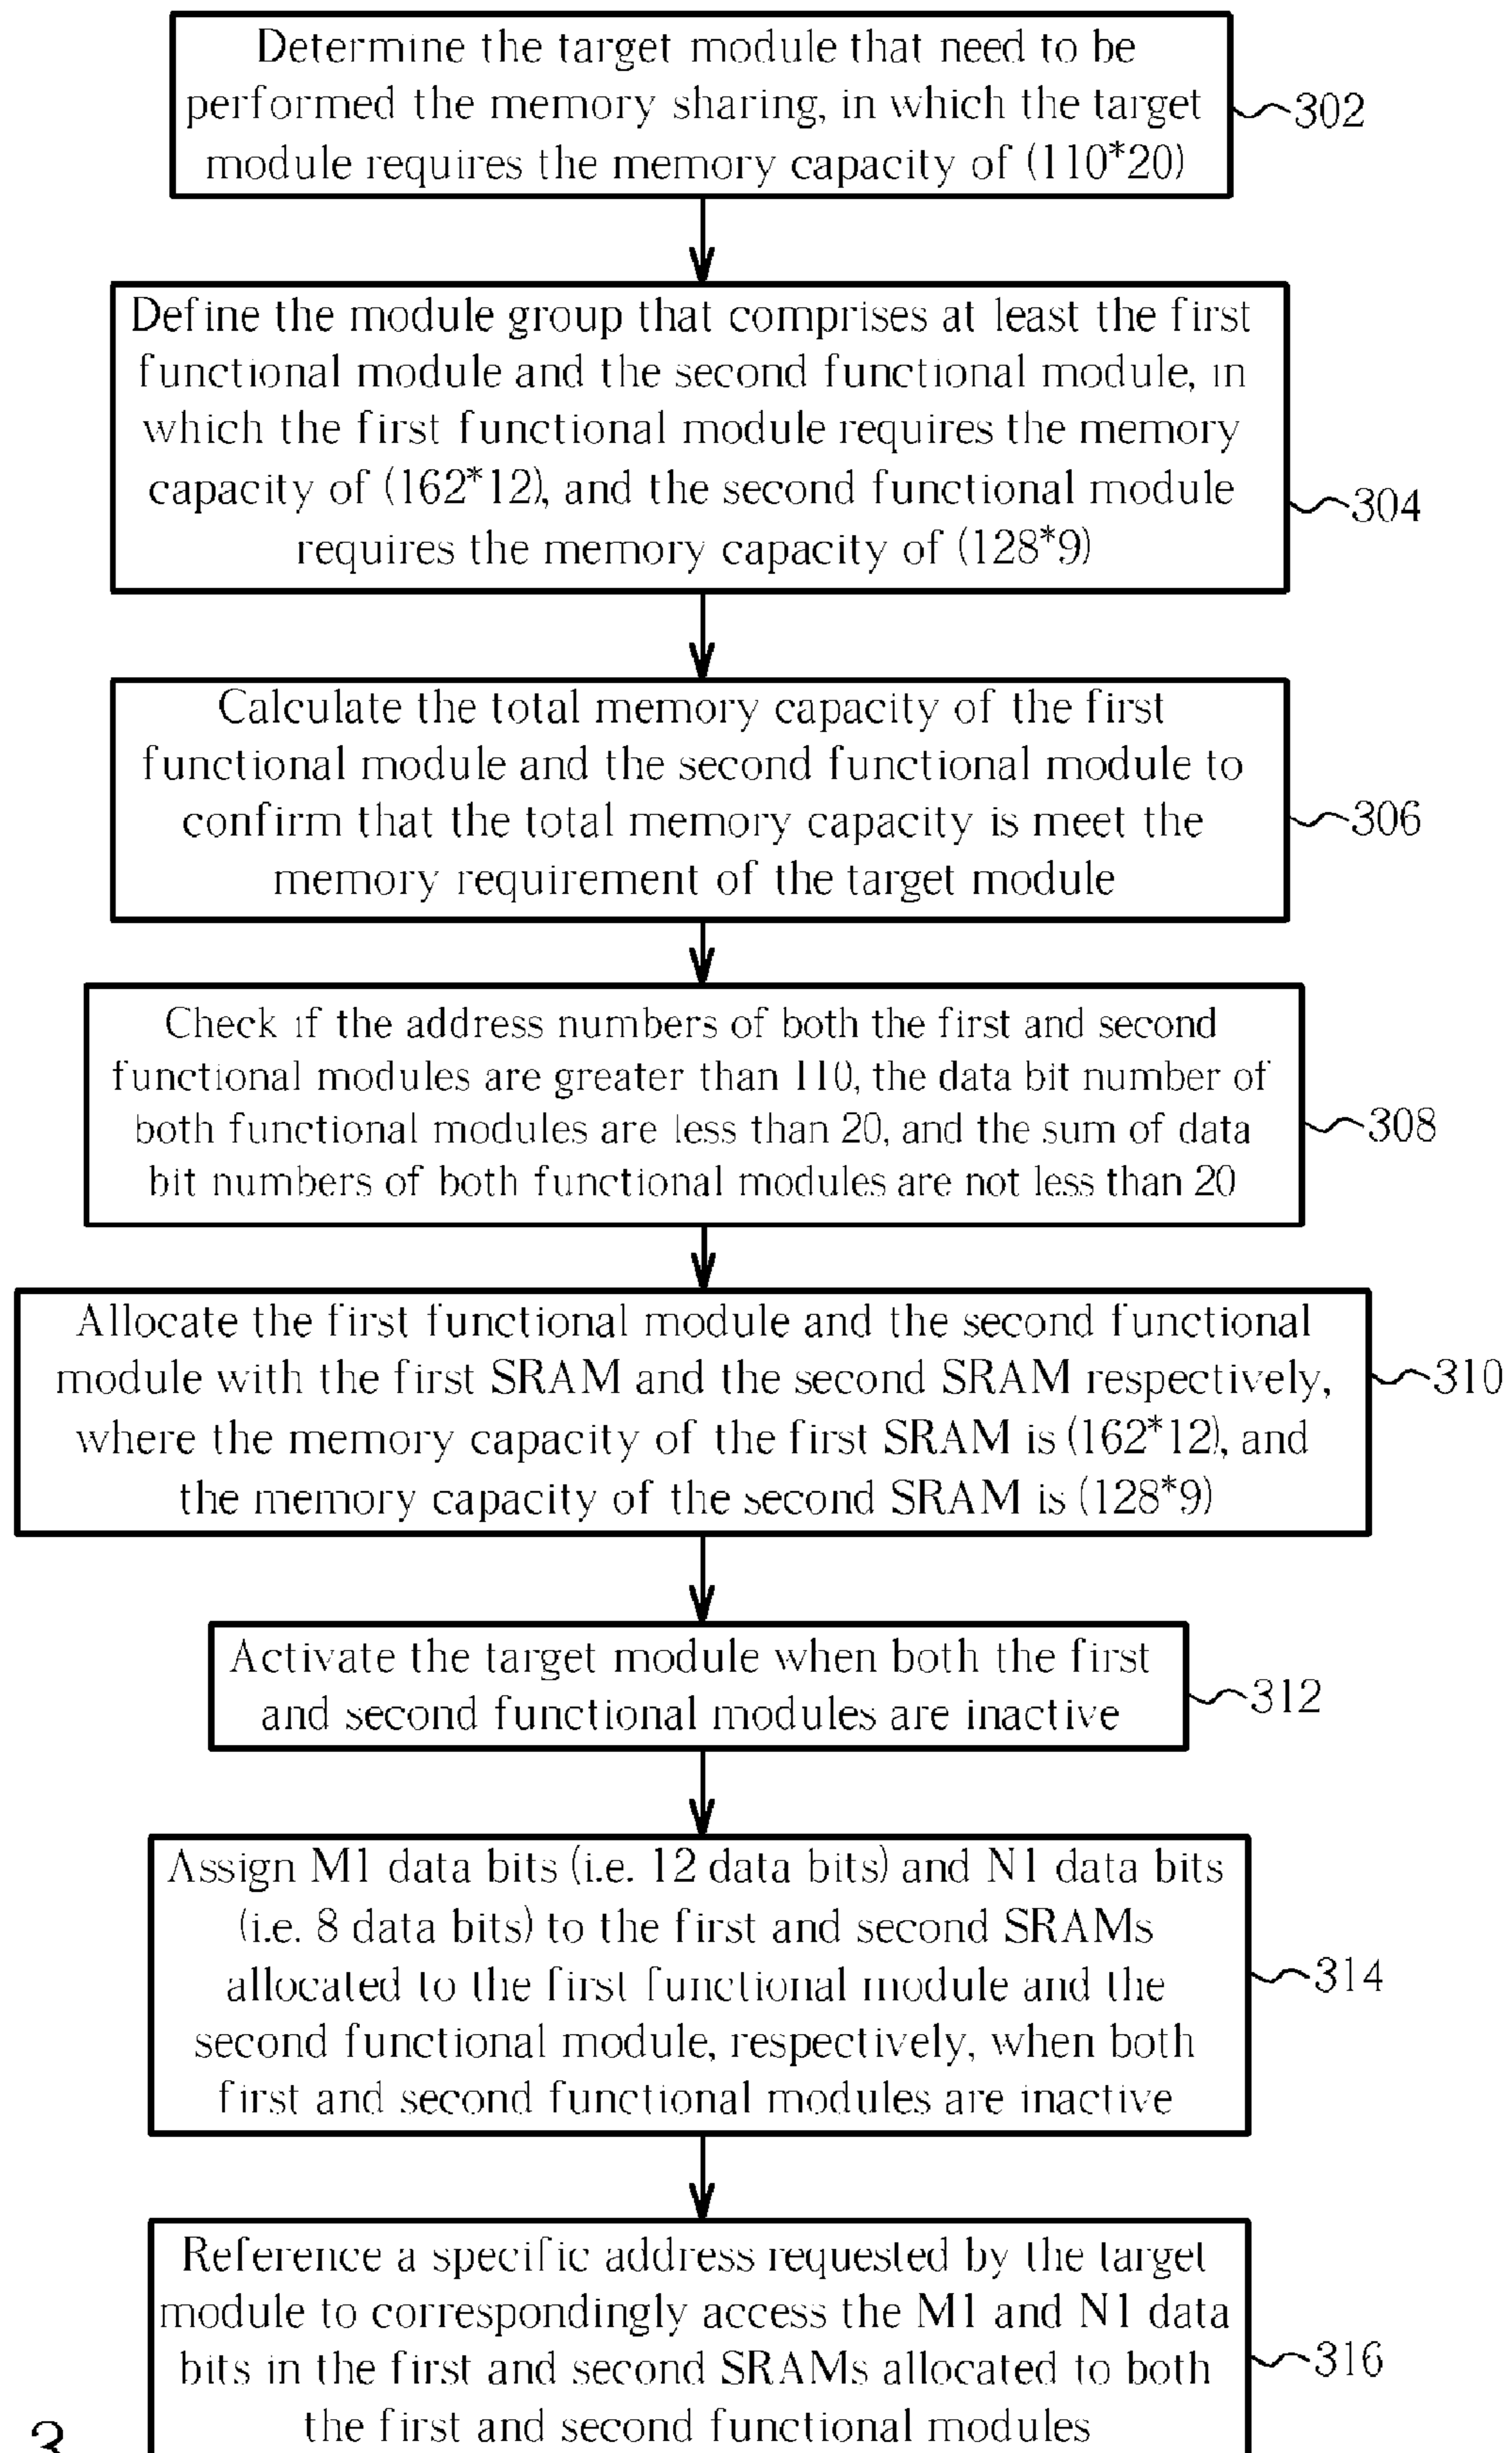 Determine the target module that need to be
performed the memory sharing, in which the target
module requires the memory capacity of (110*20)
302
Define the module group that comprises at least the first
functional module and the second functional module, in
which the first functional module requires the memory
capacity of (162*12), and the second functional module
requires the memory capacity of (128*9)
304
Calculate the total memory capacity of the first
functional module and the second functional module to
confirm that the total memory capacity is meet the
memory requirement of the target module
306
Check if the address numbers of both the first and second
functional modules are greater than 110, the data bit number of
both functional modules are less than 20, and the sum of data
bit numbers of both functional modules are not less than 20
308
Allocate the first functional module and the second functional
module with the first SRAM and the second SRAM respectively,
where the memory capacity of the first SRAM is (162*12), and
the memory capacity of the second SRAM is (128*9)
310
Activate the target module when both the first
and second functional modules are inactive
312
Assign M1 data bits (i.e. 12 data bits) and N1 data bits
(i.e. 8 data bits) to the first and second SRAMs
allocated to the first functional module and the
second functional module, respectively, when both
first and second functional modules are inactive
314
Reference a specific address requested by the target
module to correspondingly access the M1 and N1 data
bits in the first and second SRAMs allocated to both
the first and second functional modules
316
3